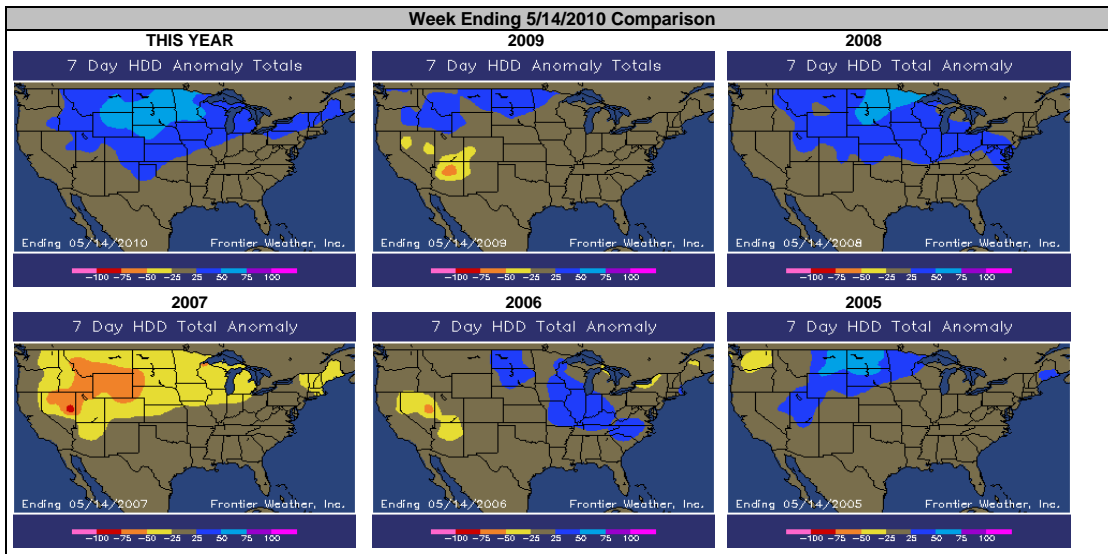 Week Ending 5/14/2010 Comparison
THIS YEAR
2009
2008
7 Day HDD Anomaly Totals
7 Day HDD Anomaly Totals
7 Day HDD Total Anomaly
Ending 05/14/2010
Frontier Weather, Inc.
Ending 05/14/2009
Frontier Weather, Inc.
Ending 05/14/2008
Frontier Weather, Inc.
-100 -75 -50 -25 25 50 75 100
-100 -75 -50 -25 25 50 75 100
-100 -75 -50 -25 25 50 75 100
2007
2006
2005
7 Day HDD Total Anomaly
7 Day HDD Total Anomaly
7 Day HDD Total Anomaly
Ending 05/14/2007
Frontier Weather, Inc.
Ending 05/14/2006
Frontier Weather, Inc.
Ending 05/14/2005
Frontier Weather, Inc.
-100 -75 -50 -25 25 50 75 100
-100 -75 -50 -25 25 50 75 100
-100 -75 -50 -25 25 50 75 100